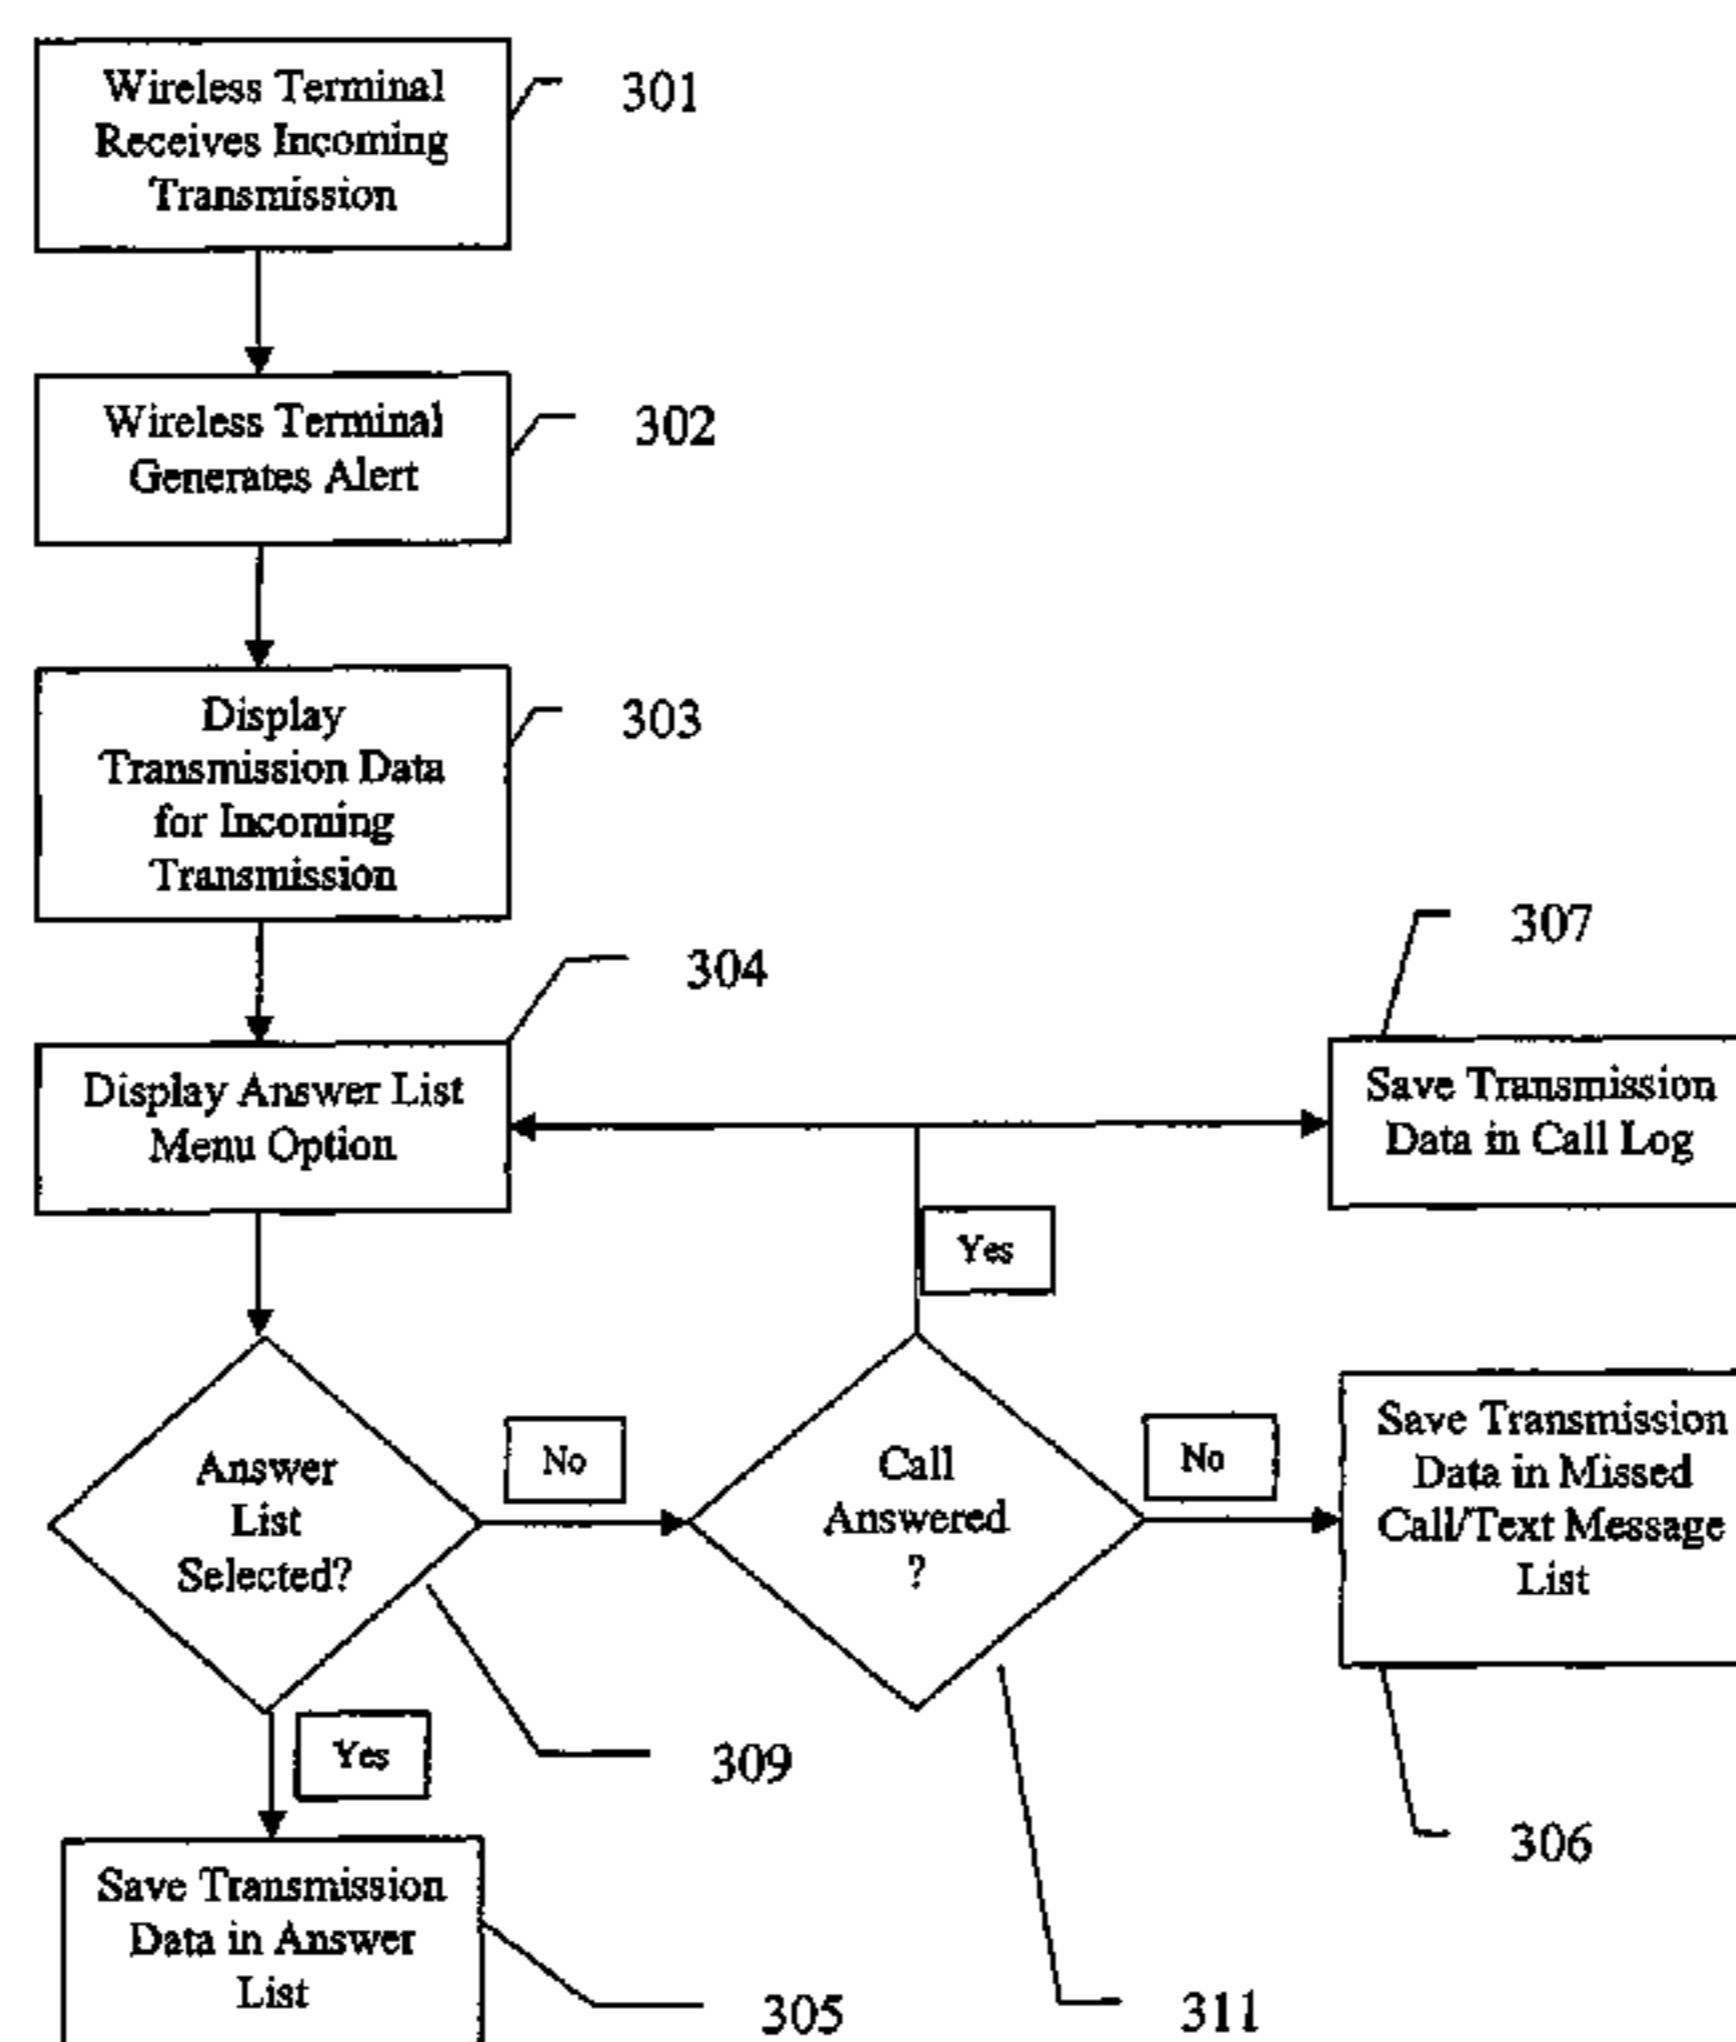 Wireless Terminal
Receives Incoming
Transmission
301
Wireless Terminal
Generates Alert
302
Display
Transmission Data
for Incoming
Transmission
303
304
307
Display Answer List
Menu Option
Save Transmission
Data in Call Log
Yes
Answer
List
Selected?
No
Call
Answered
?
No
Save Transmission
Data in Missed
Call/Text Message
List
Yes
309
306
Save Transmission
Data in Answer
List
305
311